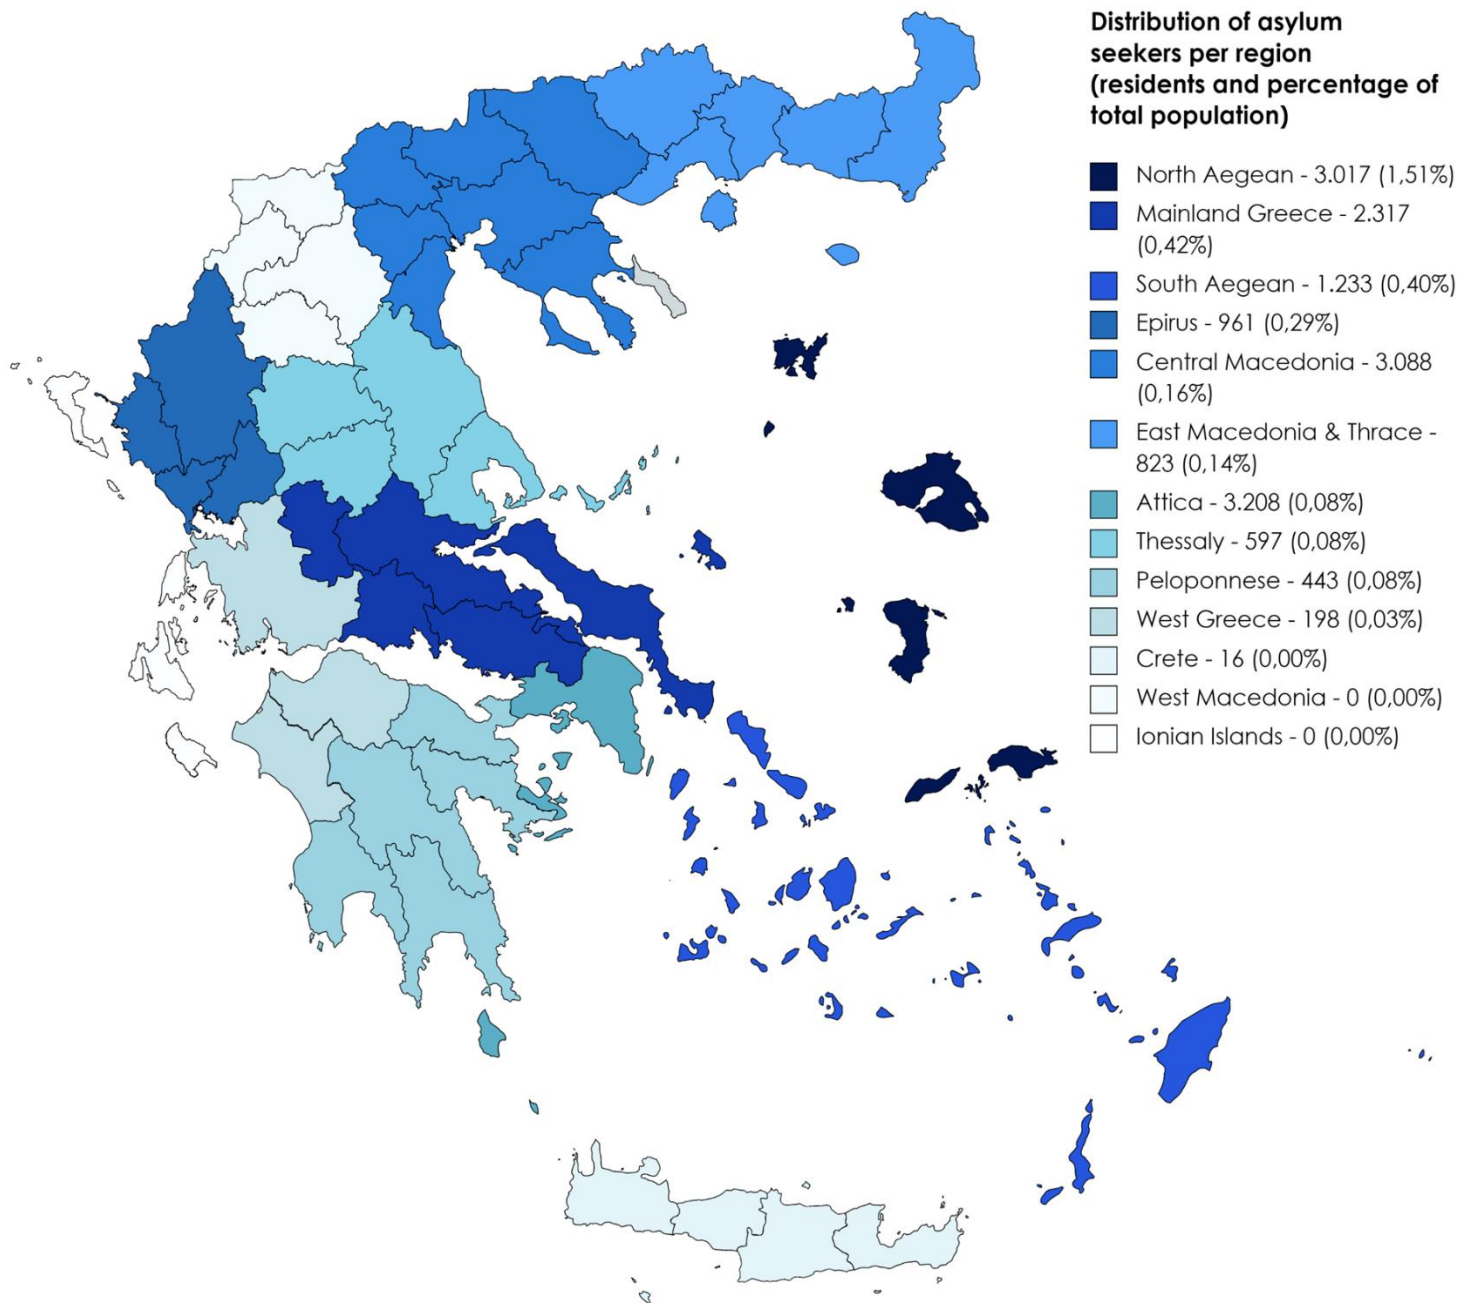 Distribution of asylum
seekers per region
(residents and percentage of
total population)
North Aegean - 3.017 (1,51%)
Mainland Greece - 2.317
(0,42%)
South Aegean - 1.233 (0,40%)
Epirus - 961 (0,29%)
Central Macedonia - 3.088
(0,16%)
East Macedonia & Thrace -
823 (0,14%)
Attica - 3.208 (0,08%)
Thessaly - 597 (0,08%)
Peloponnese - 443 (0,08%)
West Greece - 198 (0,03%)
Crete - 16 (0,00%)
West Macedonia - 0 (0,00%)
Ionian Islands - 0 (0,00%)